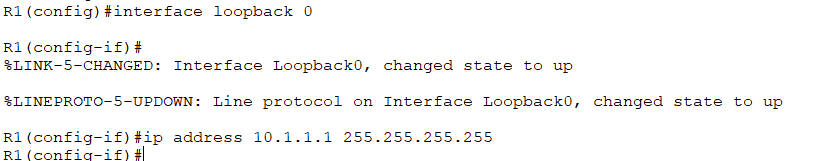 R1(config)#interface loopback 0
R1(config-if)#
%LINK-5-CHANGED: Interface Loopback0, changed state to up
%LINEPROTO-5-UPDOWN: Line protocol on Interface Loopback0, changed state to up
R1(config-if)#ip address 10.1.1.1 255.255.255.255
R1(config-if)#